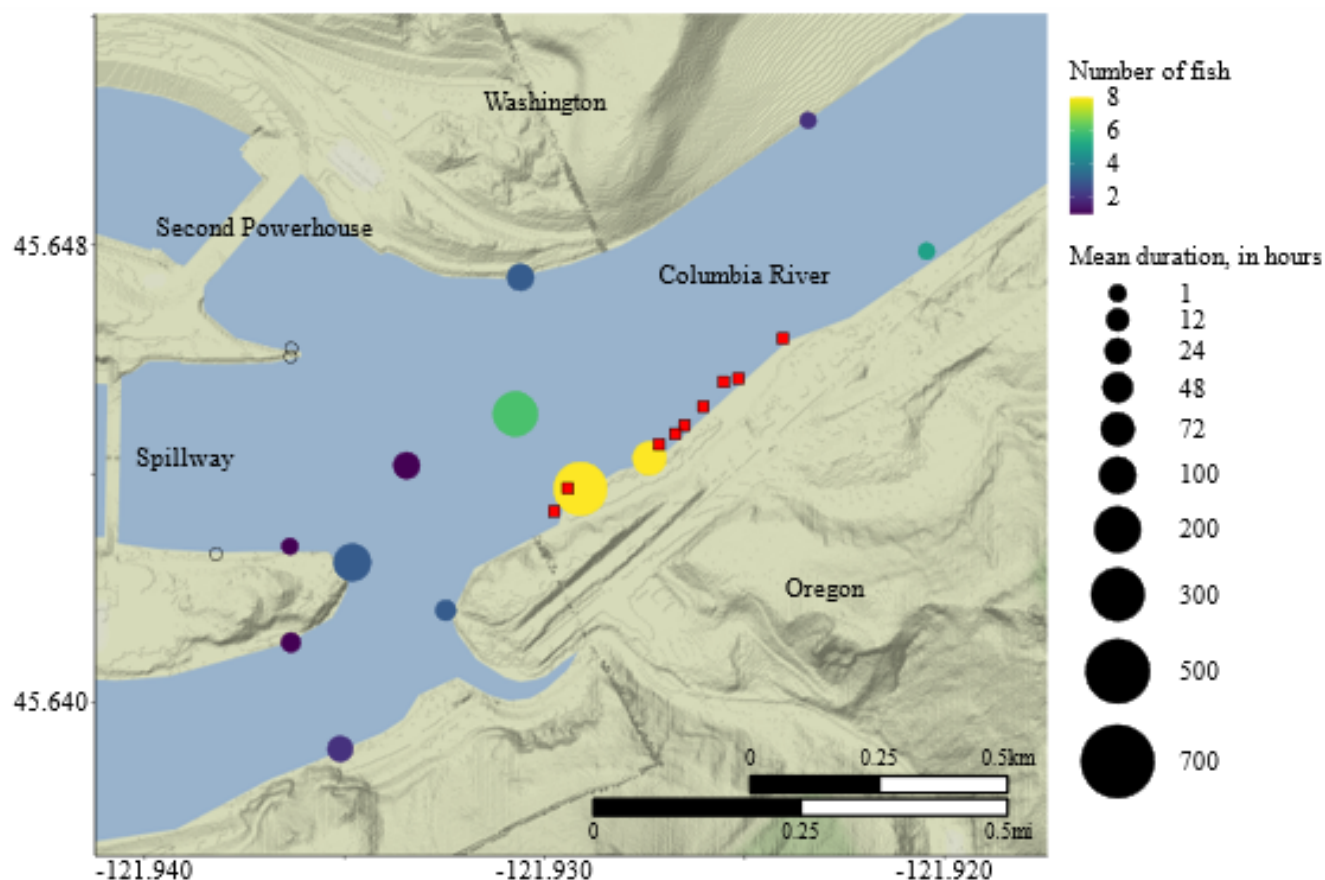 Washington
Second Powerhouse
45.648
Columbia River
Spillway
Oregon
45.640
0 0.25 0.5km
0 0.25 0.5mi
-121.940 -121.930 -121.920
Number of fish
8
6
4
2
Mean duration, in hours
1
12
24
48
72
100
200
300
500
700